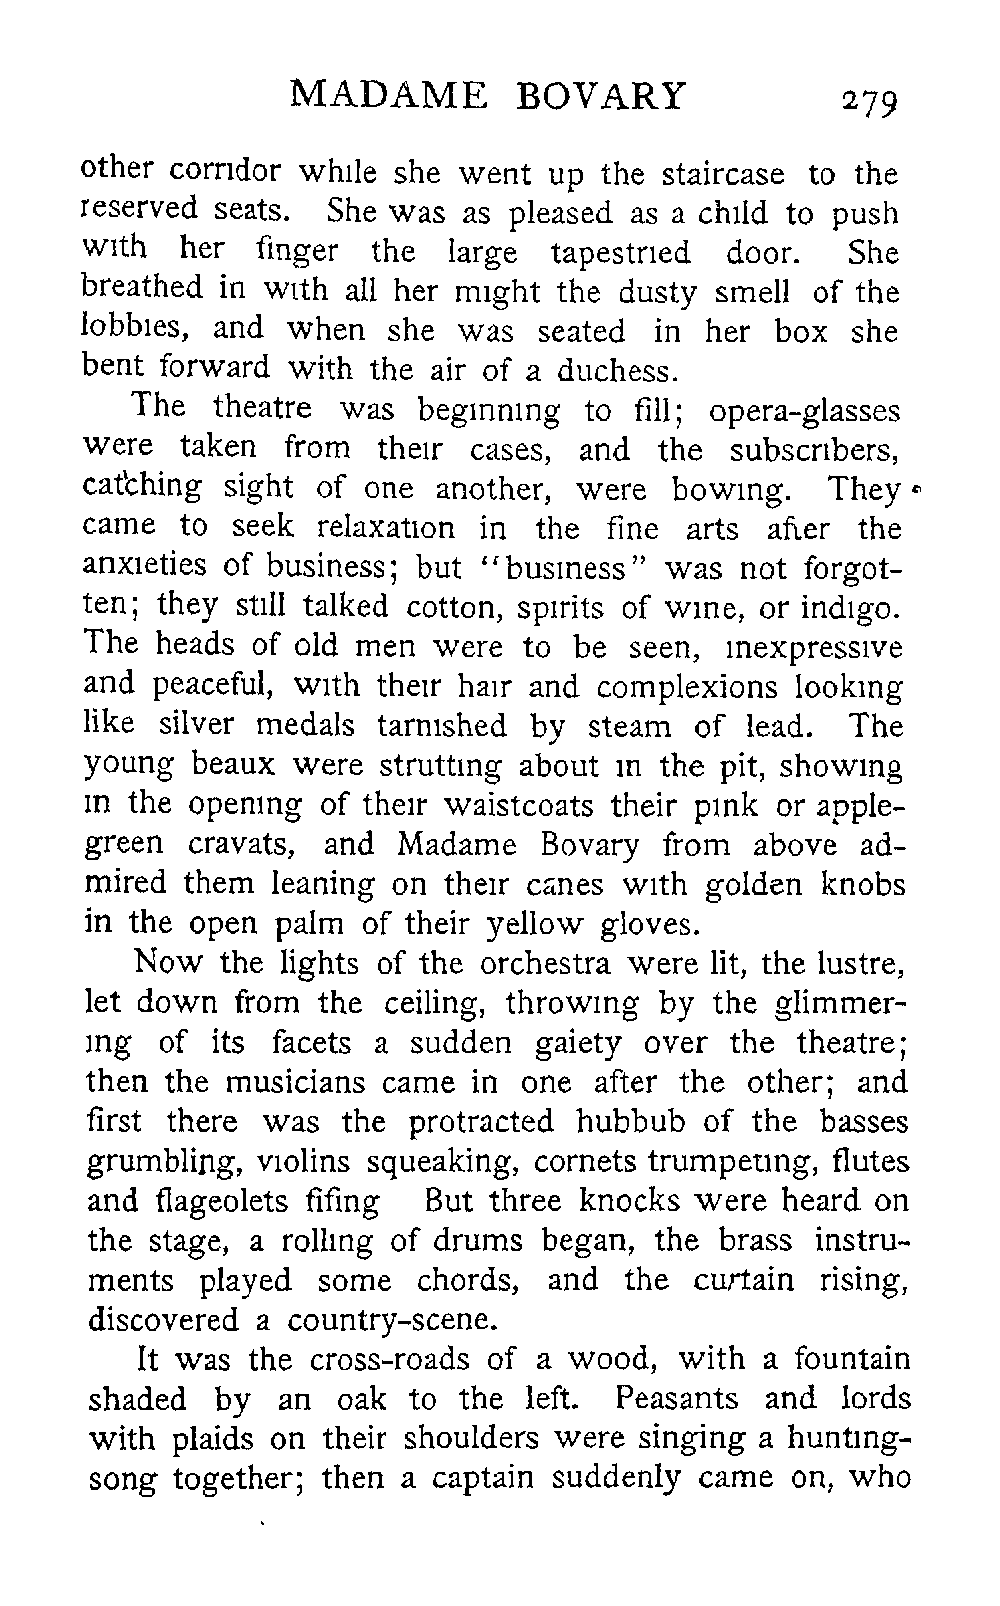 MADAME BOVARY 279
other corridor while she went up the staircase to the
reserved seats. She was as pleased as a child to push
with her finger the large tapestried door. She
breathed in with all her might the dusty smell of the
lobbies, and when she was seated in her box she
bent forward with the air of a duchess.
The theatre was beginning to fill; opera-glasses
were taken from their cases, and the subscribers,
catching sight of one another, were bowing. They
came to seek relaxation in the fine arts after the
anxieties of business; but "business" was not forgot-
ten; they still talked cotton, spirits of wine, or indigo.
The heads of old men were to be seen, inexpressive
and peaceful, with their hair and complexions looking
like silver medals tarnished by steam of lead. The
young beaux were strutting about in the pit, showing
in the opening of their waistcoats their pink or apple-
green cravats, and Madame Bovary from above ad-
mired them leaning on their canes with golden knobs
in the open palm of their yellow gloves.
Now the lights of the orchestra were lit, the lustre,
let down from the ceiling, throwing by the glimmer-
ing of its facets a sudden gaiety over the theatre;
then the musicians came in one after the other; and
first there was the protracted hubbub of the basses
grumbling, violins squeaking, cornets trumpeting, flutes
and flageolets fifing But three knocks were heard on
the stage, a rolling of drums began, the brass instru-
ments played some chords, and the curtain rising,
discovered a country-scene.
It was the cross-roads of a wood, with a fountain
shaded by an oak to the left. Peasants and lords
with plaids on their shoulders were singing a hunting-
song together; then a captain suddenly came on, who